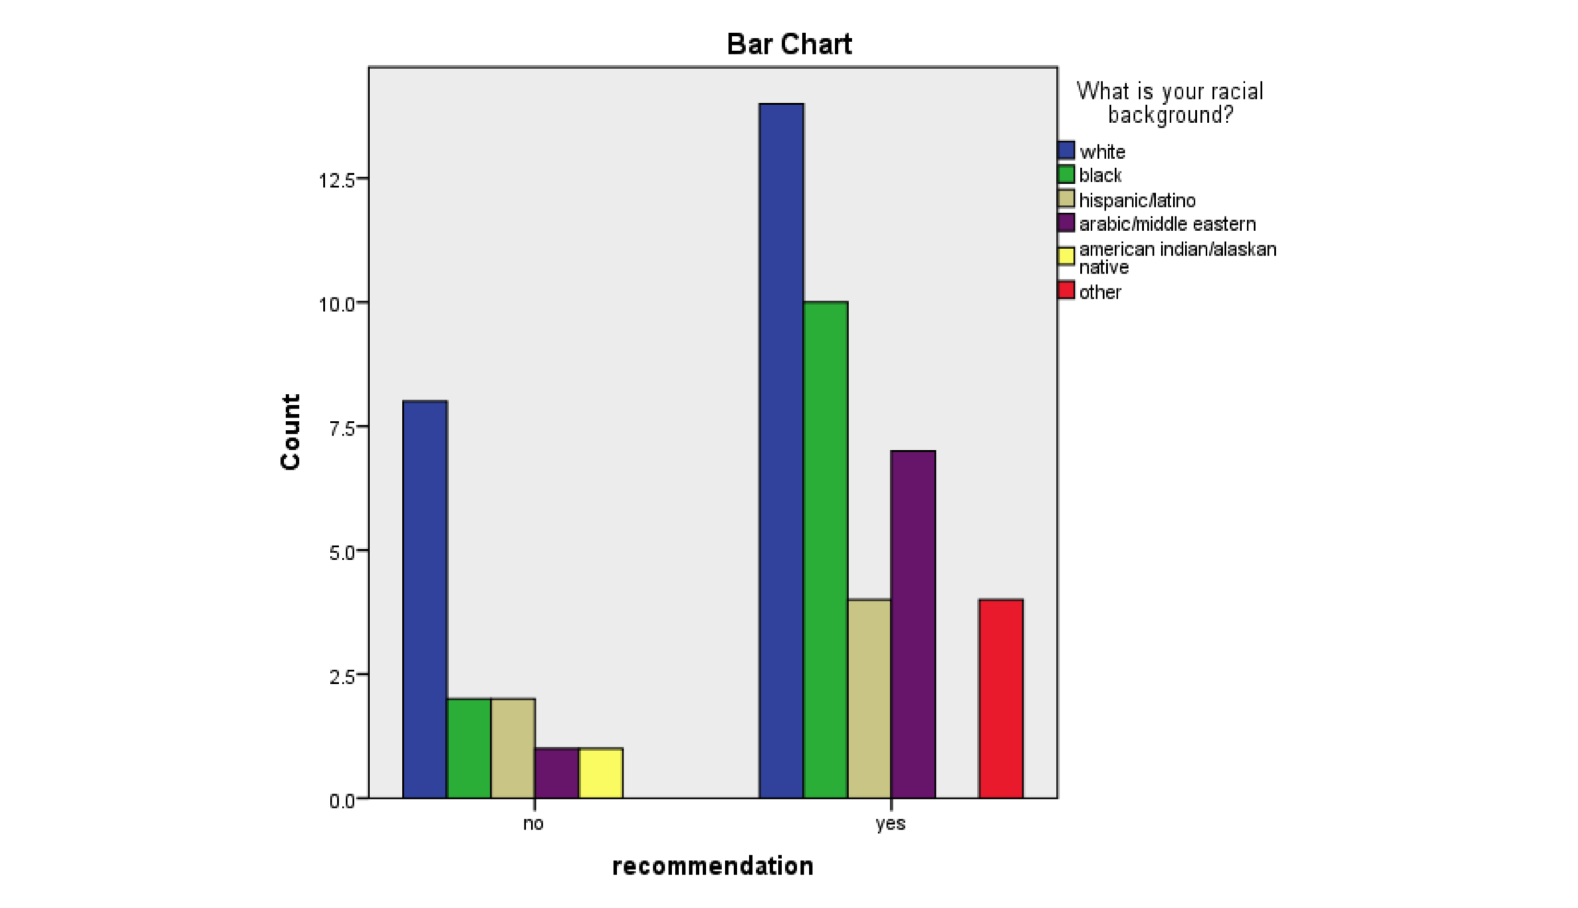 Bar Chart
What is your racial
background?
white
black
hispanic/latino
arabic/middle eastern
american indian/alaskan
native
other
12.5
10.0
7.5
5.0
2.5
0.0
Count
no
yes
recommendation